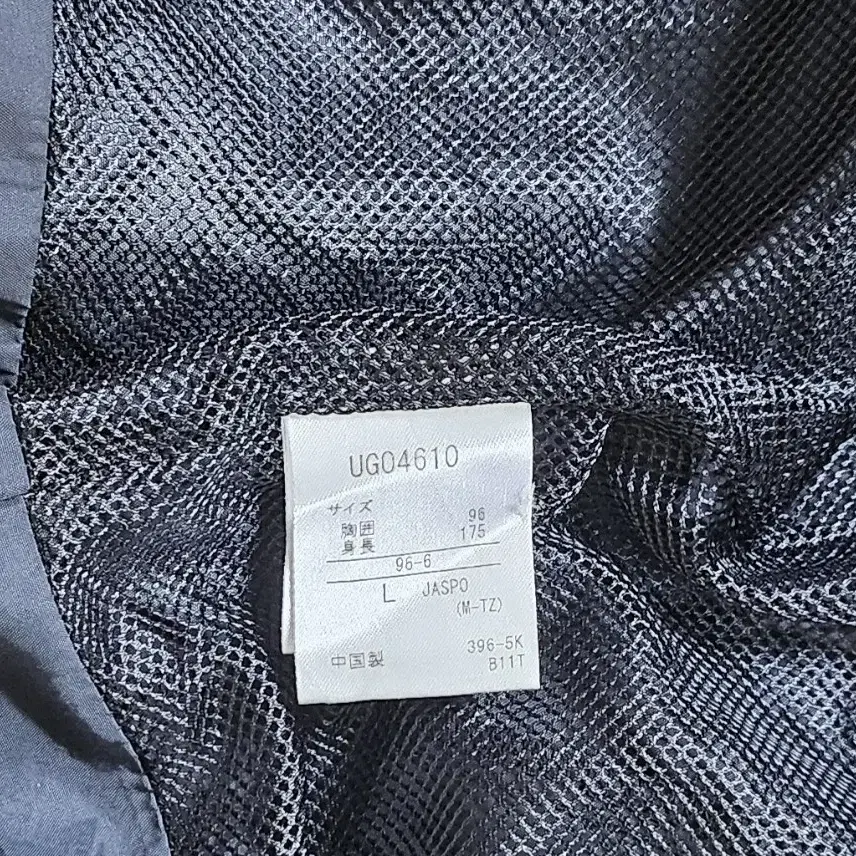 UG04610
サイズ
胸囲 96
身長 175
96-6
L JASPO
(M-TZ)
396-5K
中国製 B11T